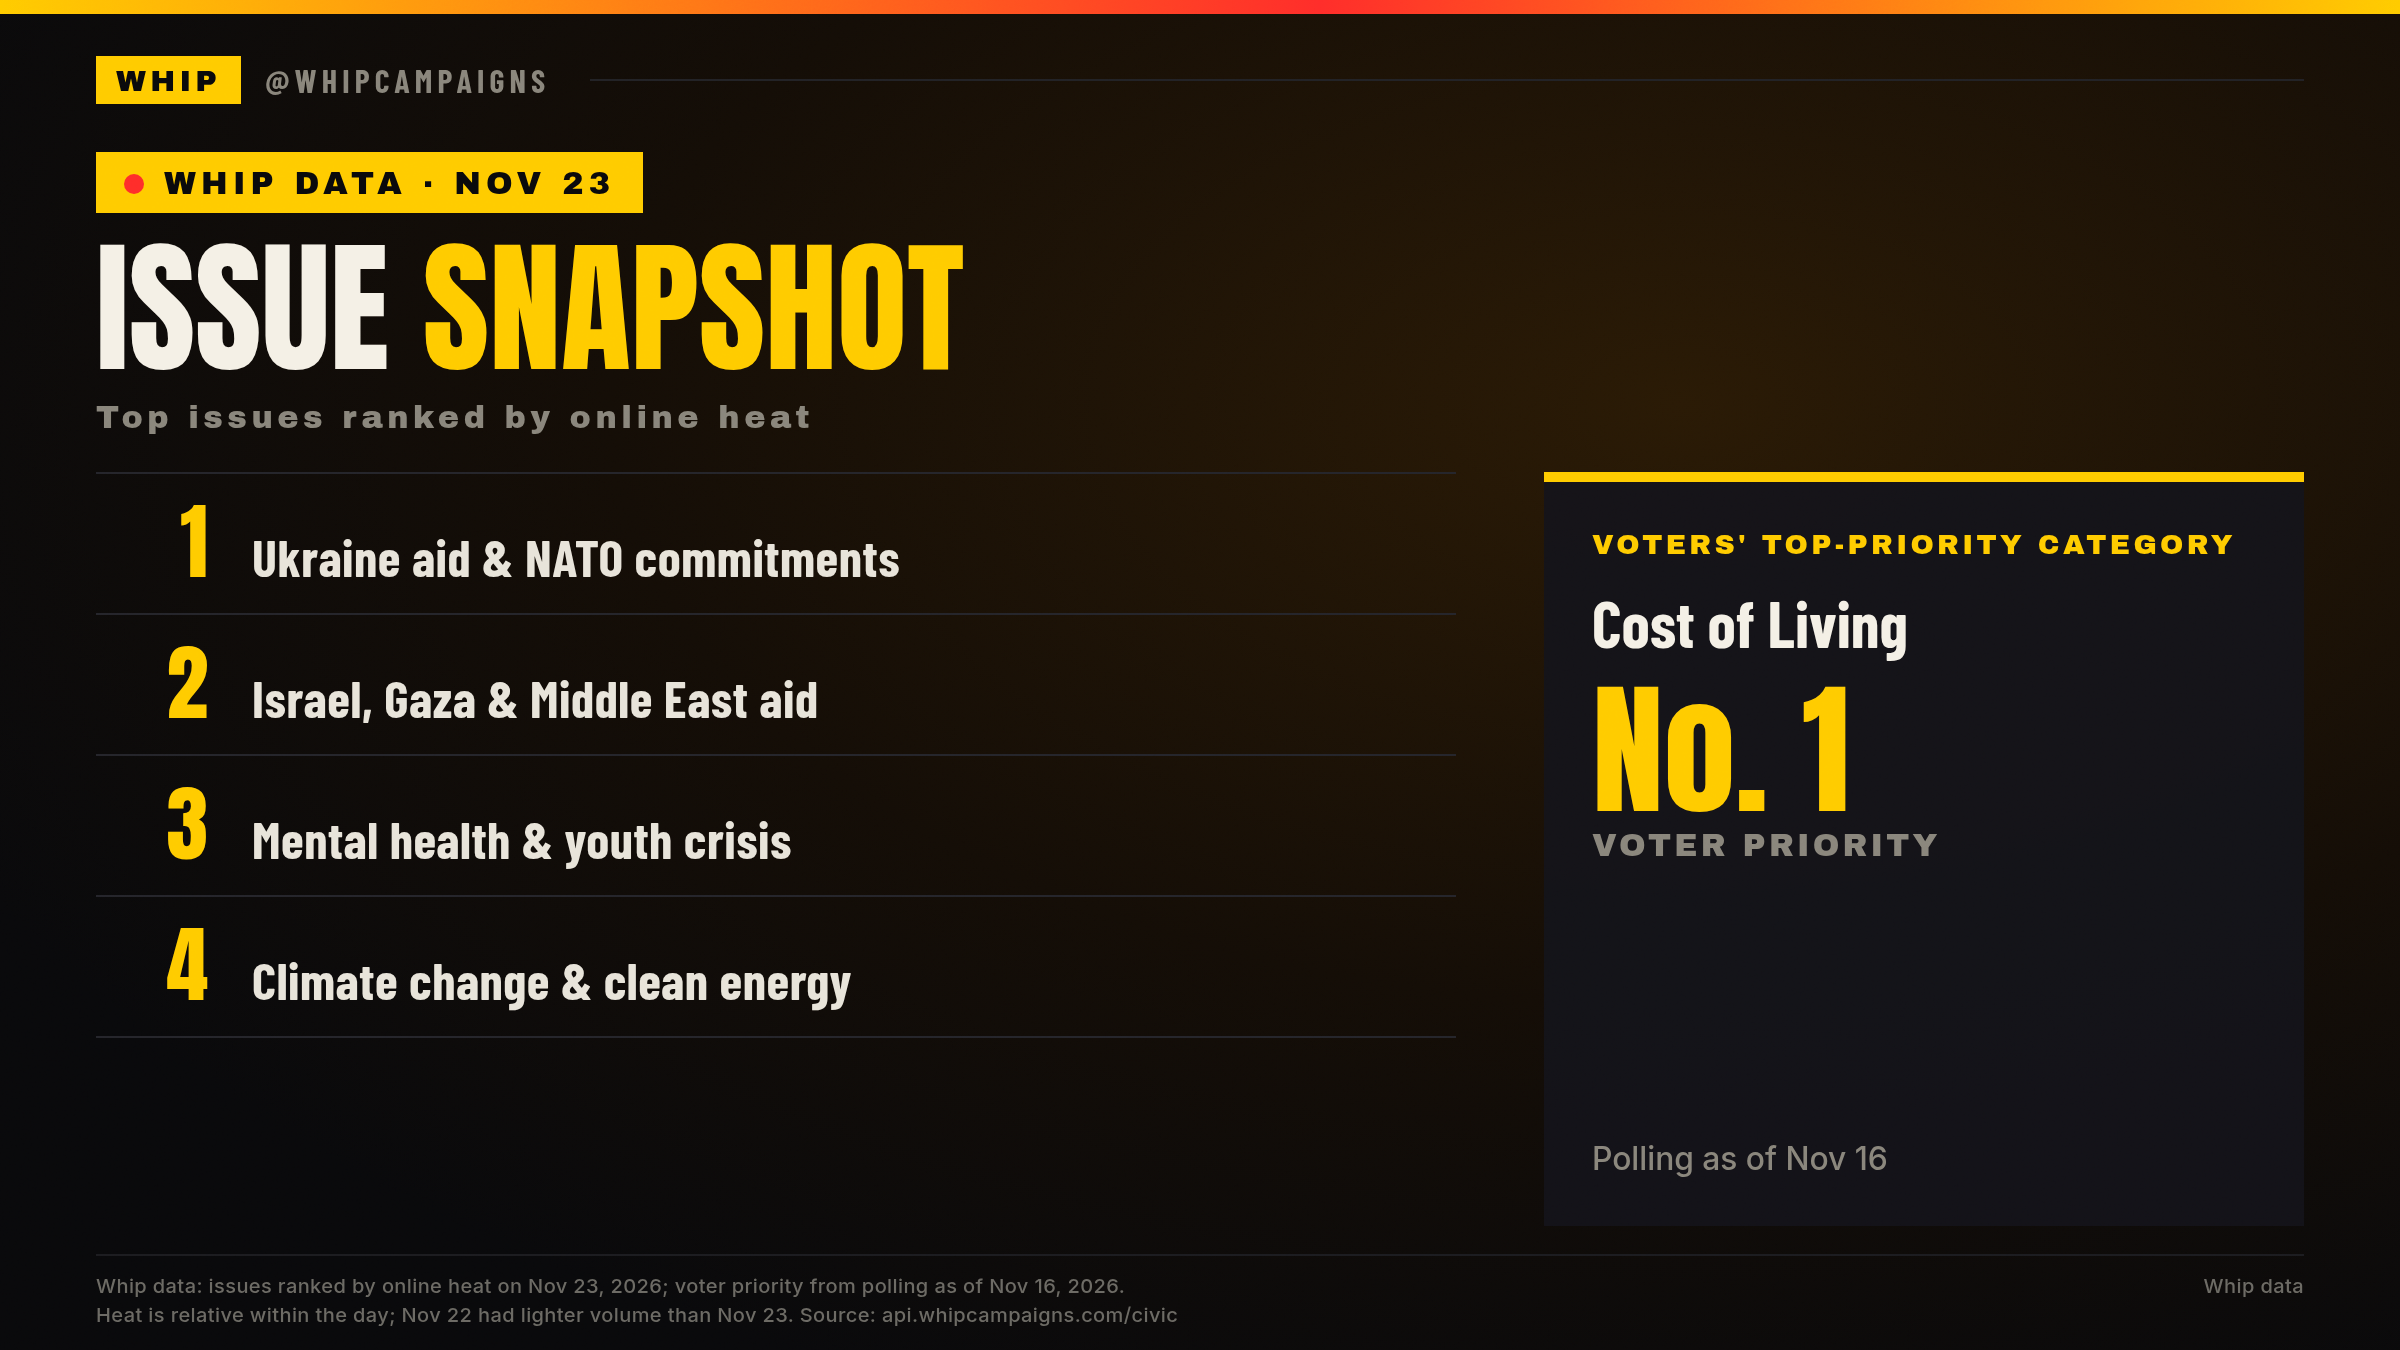 WHIP @WHIPCAMPAIGNS
WHIP DATA · NOV 23
ISSUE SNAPSHOT
Top issues ranked by online heat
1 Ukraine aid & NATO commitments
2 Israel, Gaza & Middle East aid
3 Mental health & youth crisis
4 Climate change & clean energy
VOTERS' TOP-PRIORITY CATEGORY
Cost of Living
No. 1
VOTER PRIORITY
Polling as of Nov 16
Whip data: issues ranked by online heat on Nov 23, 2026; voter priority from polling as of Nov 16, 2026.
Heat is relative within the day; Nov 22 had lighter volume than Nov 23. Source: api.whipcampaigns.com/civic
Whip data